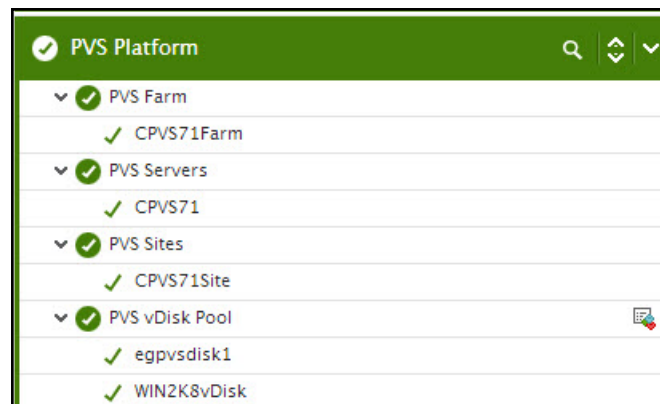 PVS Platform
PVS Farm
CPVS71Farm
PVS Servers
CPVS71
PVS Sites
CPVS71Site
PVS vDisk Pool
egpvsdisk1
WIN2K8vDisk